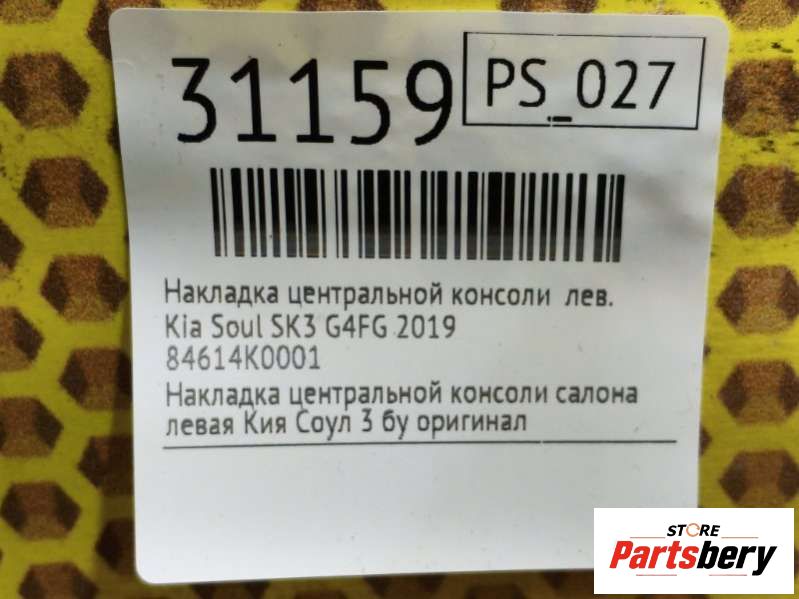 31159
PS_027
Накладка центральной консоли лев.
Kia Soul SK3 G4FG 2019
84614K0001
Накладка центральной консоли салона
левая Кия Соул 3 бу оригинал
STORE
Partsbery